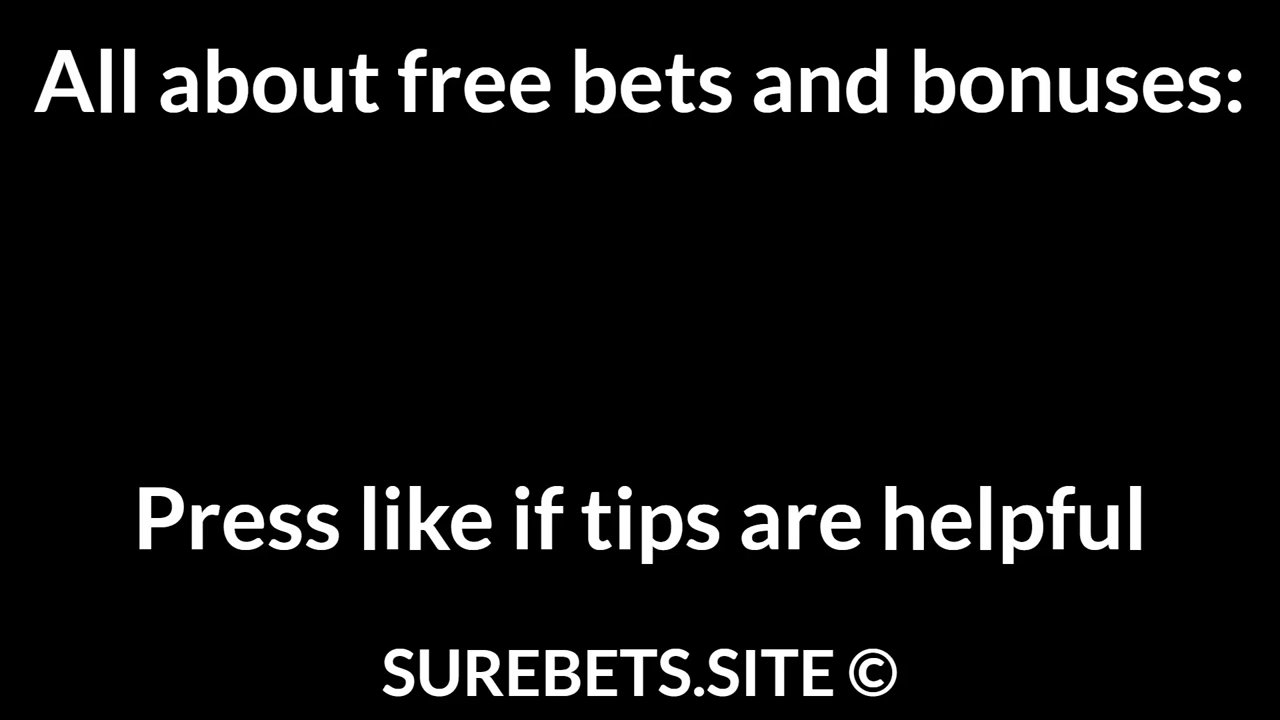 All about free bets and bonuses:
Press like if tips are helpful
SUREBETS.SITE ©